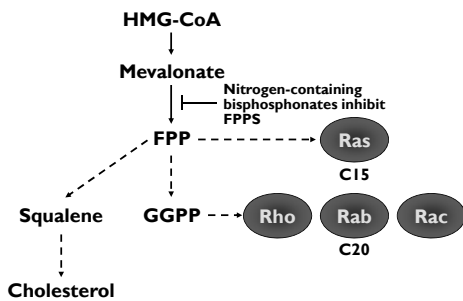 HMG-CoA
Mevalonate
Nitrogen-containing
bisphosphonates inhibit
FPPS
FPP
Ras
C15
Squalene
GGPP
Rho
Rab
Rac
C20
Cholesterol